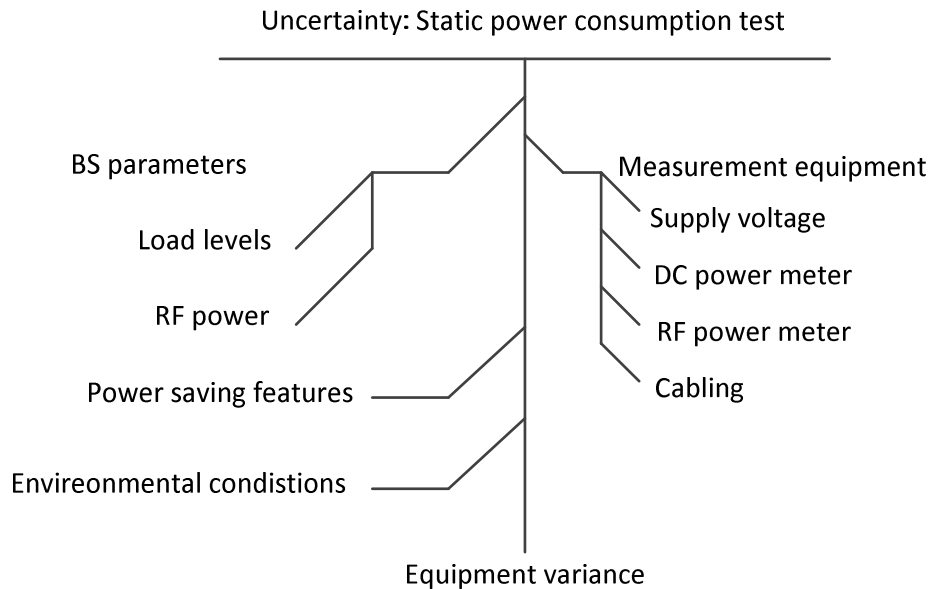 Uncertainty: Static power consumption test
BS parameters
Load levels
RF power
Power saving features
Envireonmental condistions
Measurement equipment
Supply voltage
DC power meter
RF power meter
Cabling
Equipment variance